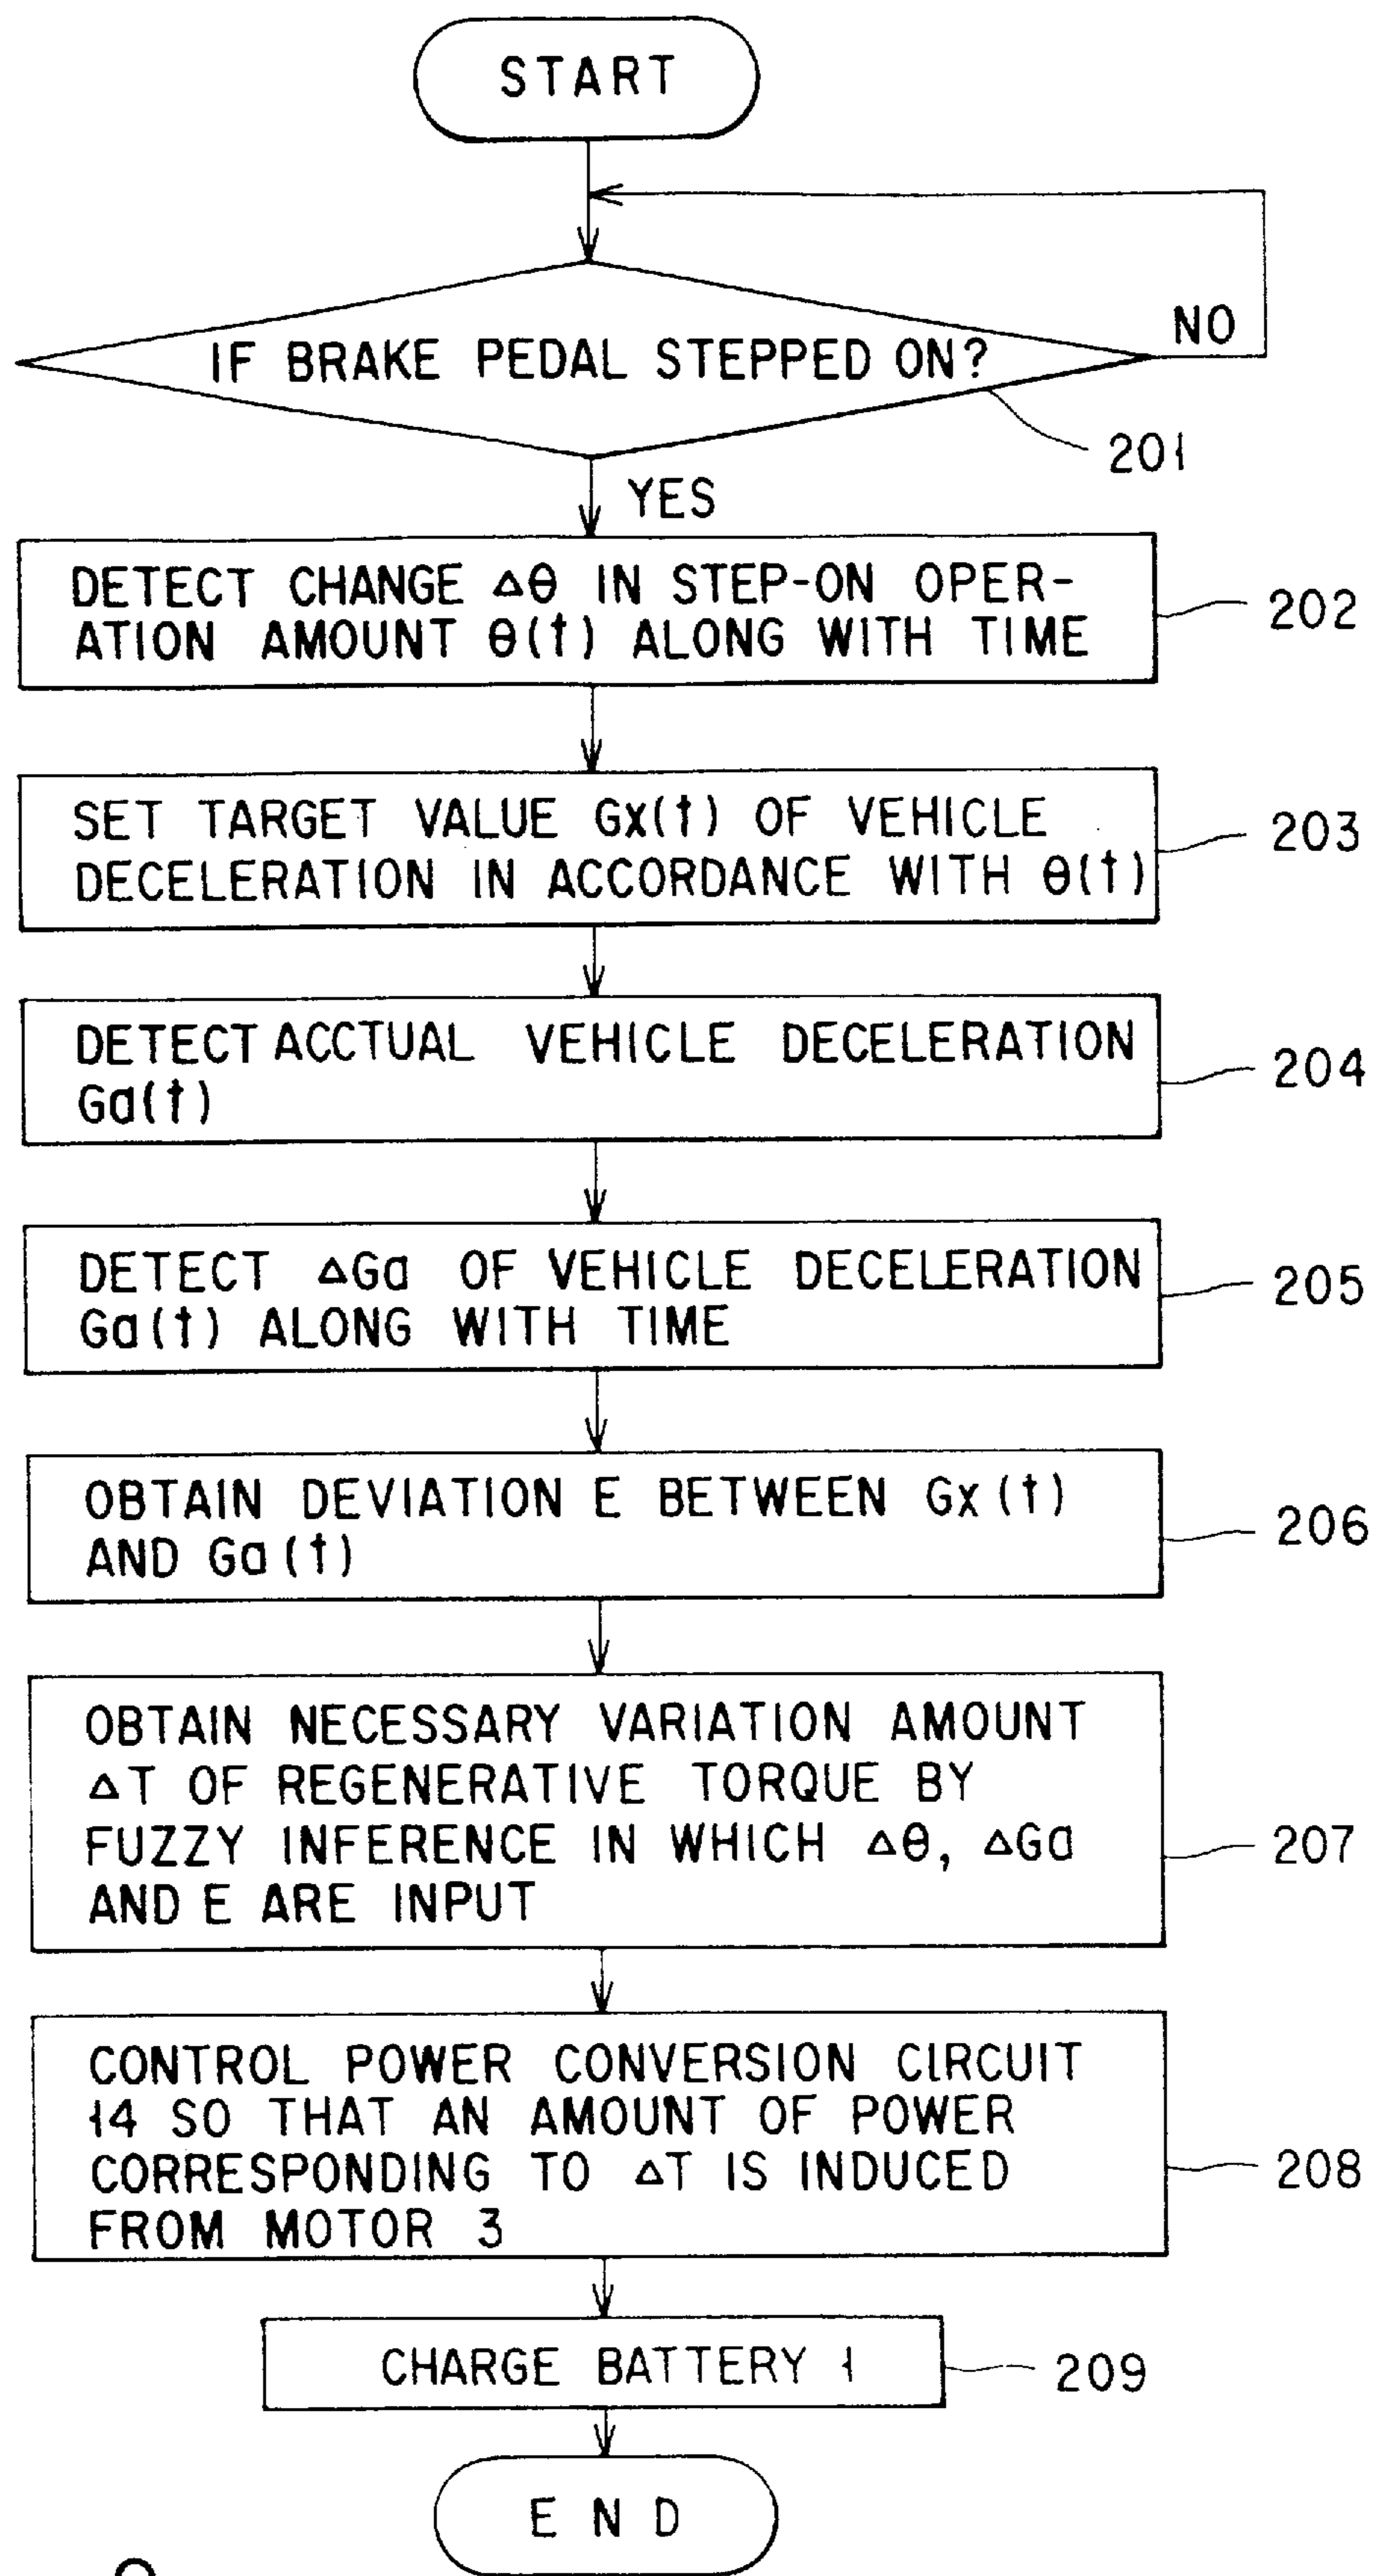 START
IF BRAKE PEDAL STEPPED ON?
NO
201
YES
DETECT CHANGE Δθ IN STEP-ON OPER-
ATION AMOUNT θ(t) ALONG WITH TIME
202
SET TARGET VALUE Gx(t) OF VEHICLE
DECELERATION IN ACCORDANCE WITH θ(t)
203
DETECT ACCTUAL VEHICLE DECELERATION
Ga(t)
204
DETECT ΔGa OF VEHICLE DECELERATION
Ga(t) ALONG WITH TIME
205
OBTAIN DEVIATION E BETWEEN Gx(t)
AND Ga(t)
206
OBTAIN NECESSARY VARIATION AMOUNT
ΔT OF REGENERATIVE TORQUE BY
FUZZY INFERENCE IN WHICH Δθ, ΔGa
AND E ARE INPUT
207
CONTROL POWER CONVERSION CIRCUIT
14 SO THAT AN AMOUNT OF POWER
CORRESPONDING TO ΔT IS INDUCED
FROM MOTOR 3
208
CHARGE BATTERY 1
209
END